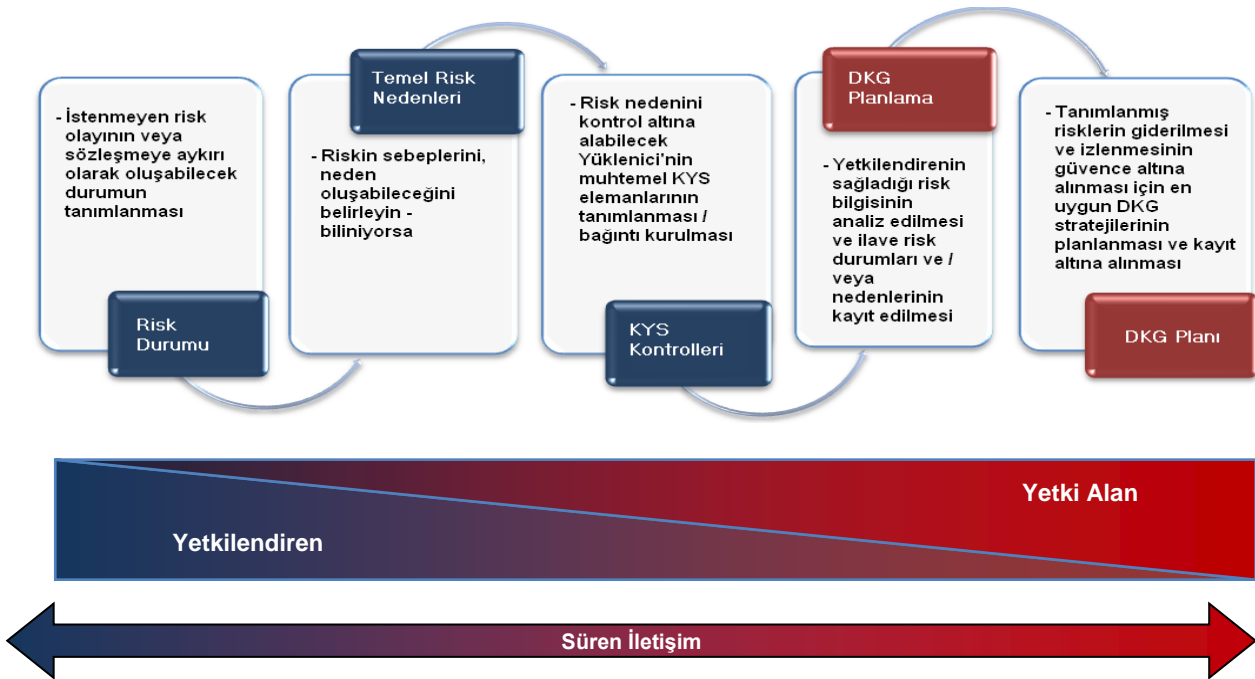 - İstenmeyen risk
olayının veya
sözleşmeye aykırı
olarak oluşabilecek
durumun
tanımlanması
Risk
Durumu
Temel Risk
Nedenleri
- Riskin sebeplerini,
neden
oluşabileceğini
belirleyin -
biliniyorsa
- Risk nedenini
kontrol altına
alabilecek
Yüklenici'nin
muhtemel KYS
elemanlarının
tanımlanması /
bağıntı kurulması
KYS
Kontrolleri
DKG
Planlama
- Yetkilendirenin
sağladığı risk
bilgisinin
analiz edilmesi
ve ilave risk
durumları ve /
veya
nedenlerinin
kayıt edilmesi
- Tanımlanmış
risklerin giderilmesi
ve izlenmesinin
güvence altına
alınması için en
uygun DKG
stratejilerinin
planlanması ve kayıt
altına alınması
DKG Planı
Yetki Alan
Yetkilendiren
Süren İletişim